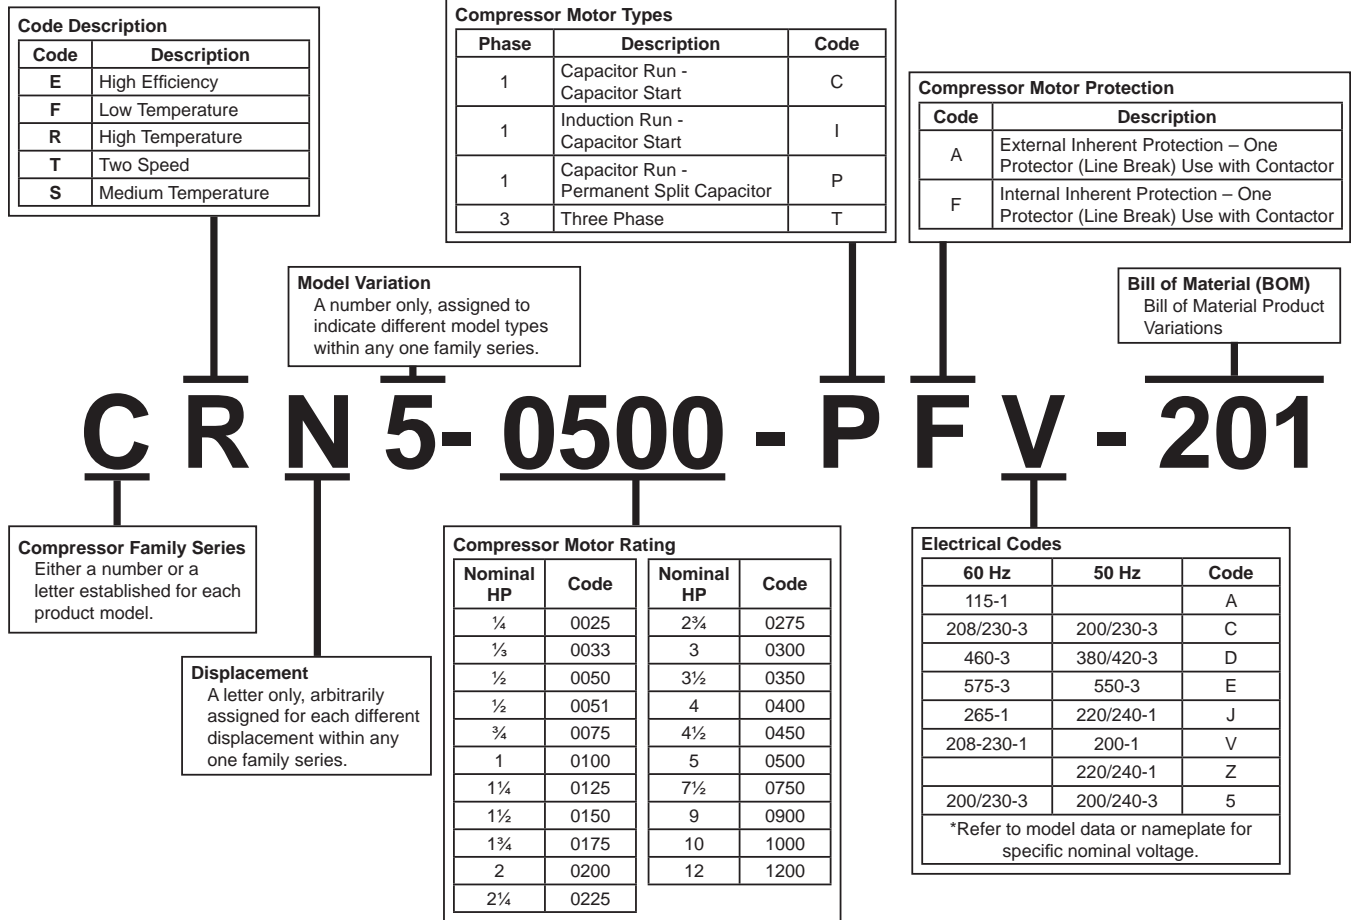 Code Description
Code Description
E High Efficiency
F Low Temperature
R High Temperature
T Two Speed
S Medium Temperature
Compressor Motor Types
Phase Description Code
1 Capacitor Run -
Capacitor Start C
1 Induction Run -
Capacitor Start I
1 Capacitor Run -
Permanent Split Capacitor P
3 Three Phase T
Compressor Motor Protection
Code Description
A External Inherent Protection – One
Protector (Line Break) Use with Contactor
F Internal Inherent Protection – One
Protector (Line Break) Use with Contactor
Model Variation
A number only, assigned to
indicate different model types
within any one family series.
Bill of Material (BOM)
Bill of Material Product
Variations
C R N 5- 0500 - P F V - 201
Compressor Family Series
Either a number or a
letter established for each
product model.
Displacement
A letter only, arbitrarily
assigned for each different
displacement within any
one family series.
Compressor Motor Rating
Nominal HP Code Nominal HP Code
¼ 0025 2¾ 0275
⅓ 0033 3 0300
½ 0050 3½ 0350
½ 0051 4 0400
¾ 0075 4½ 0450
1 0100 5 0500
1¼ 0125 7½ 0750
1½ 0150 9 0900
1¾ 0175 10 1000
2 0200 12 1200
2¼ 0225
Electrical Codes
60 Hz 50 Hz Code
115-1 A
208/230-3 200/230-3 C
460-3 380/420-3 D
575-3 550-3 E
265-1 220/240-1 J
208-230-1 200-1 V
220/240-1 Z
200/230-3 200/240-3 5
*Refer to model data or nameplate for
specific nominal voltage.